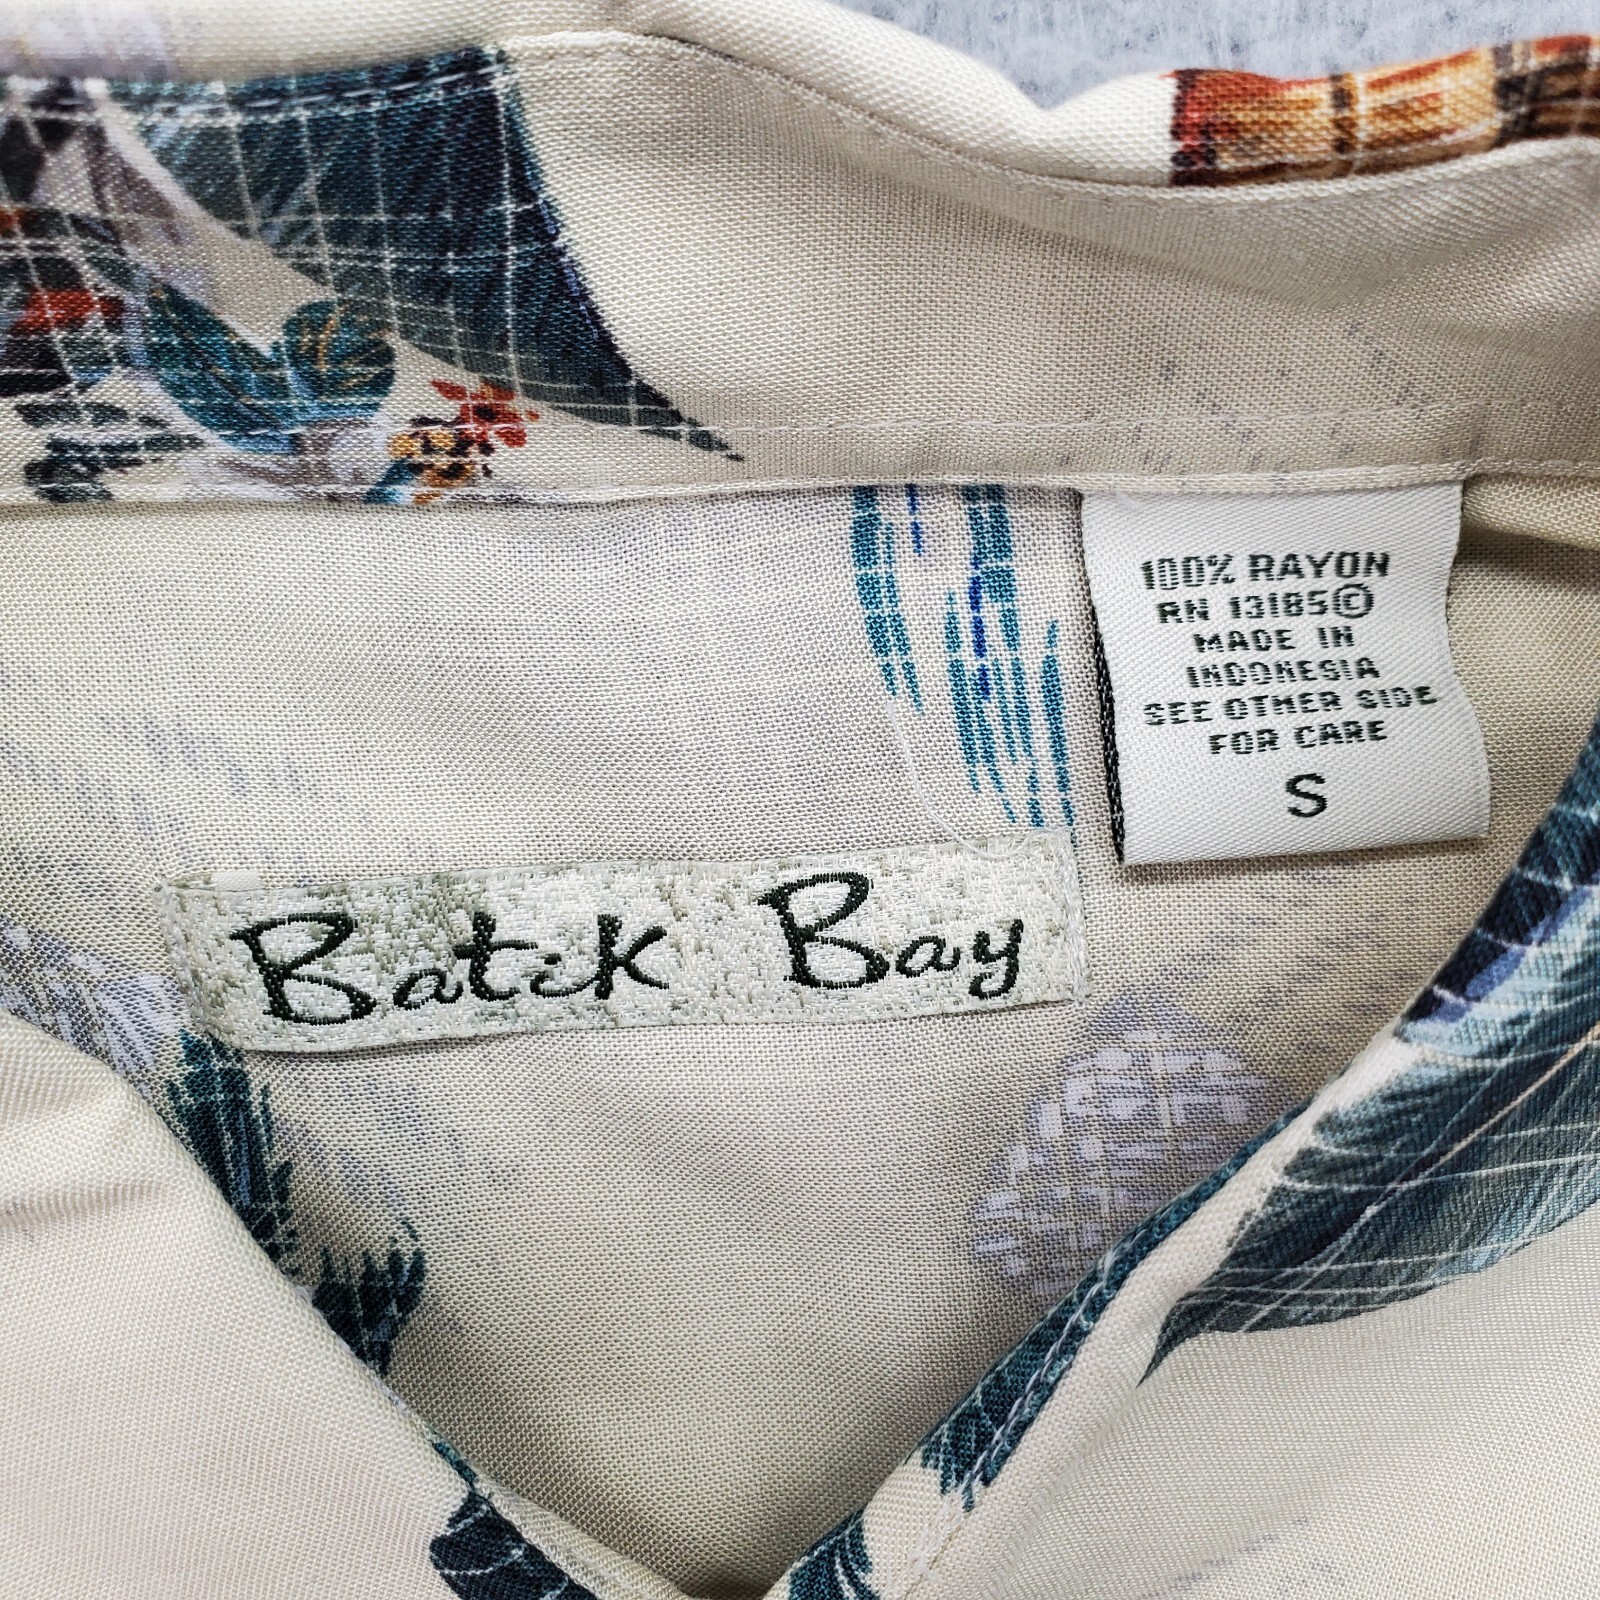 100% RAYON
RN 13185©
MADE IN
INDONESIA
SEE OTHER SIDE
FOR CARE
S
Batik Bay